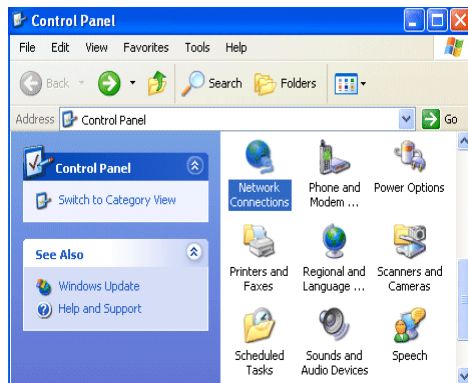 Control Panel
File Edit View Favorites Tools Help
Back Search Folders
Address Control Panel Go
Control Panel
Switch to Category View
See Also
Windows Update
Help and Support
Network Connections
Phone and Modem ...
Power Options
Printers and Faxes
Regional and Language ...
Scanners and Cameras
Scheduled Tasks
Sounds and Audio Devices
Speech